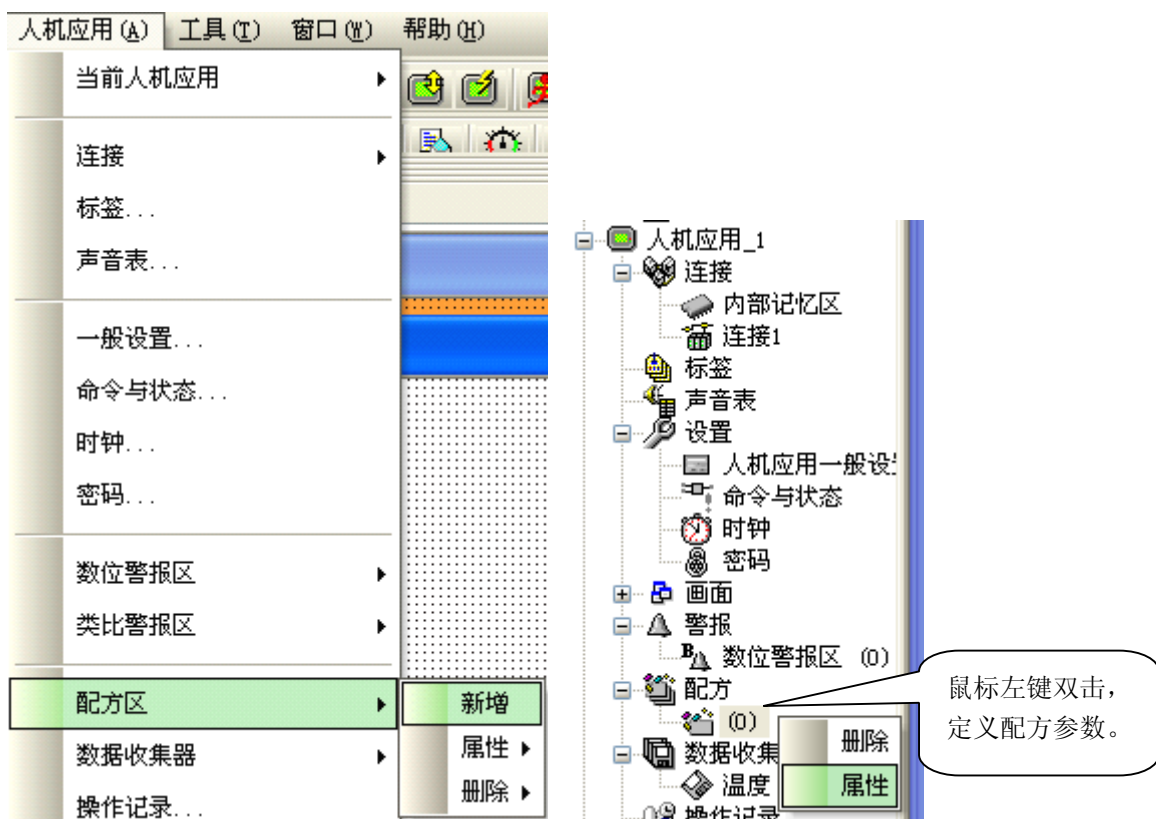 人机应用(A) 工具(T) 窗口(W) 帮助(H)
当前人机应用
连接
标签...
声音表...
一般设置...
命令与状态...
时钟...
密码...
数位警报区
类比警报区
配方区
数据收集器
操作记录...
新增
属性
删除
人机应用_1
连接
内部记忆区
连接1
标签
声音表
设置
人机应用一般设
命令与状态
时钟
密码
画面
警报
数位警报区 (0)
配方
(0)
数据收集
温度
操作记录
删除
属性
鼠标左键双击，
定义配方参数。